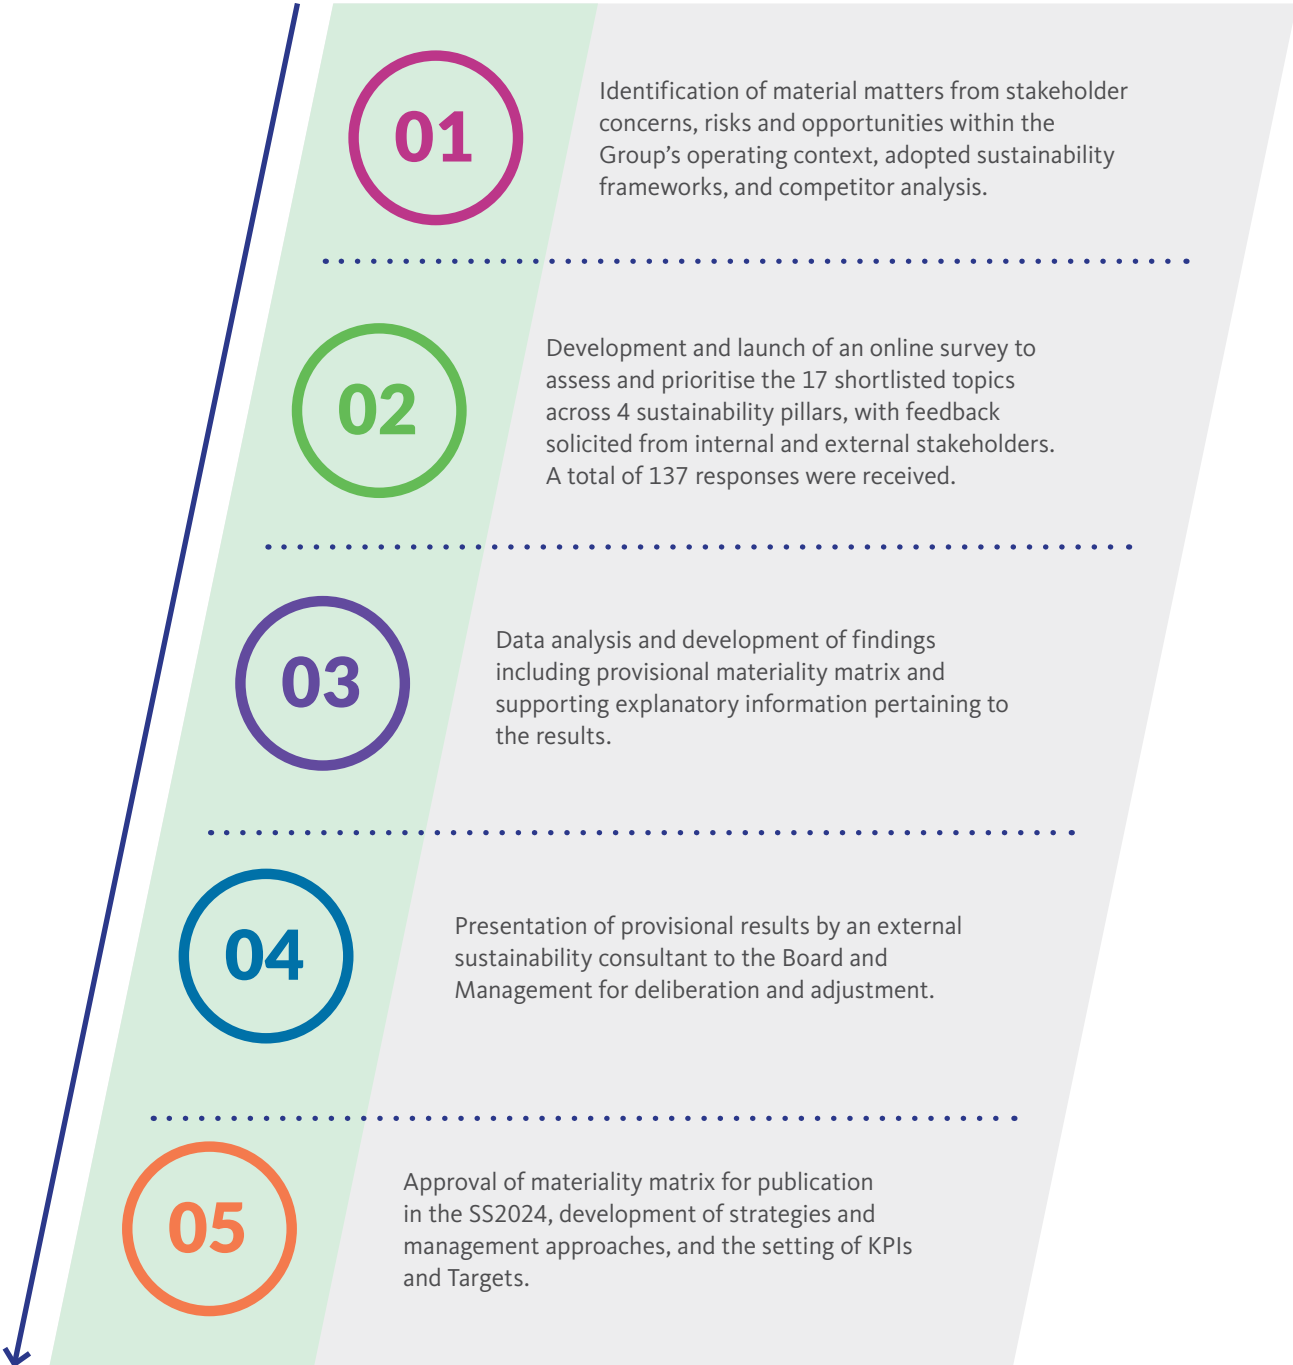 01
Identification of material matters from stakeholder
concerns, risks and opportunities within the
Group's operating context, adopted sustainability
frameworks, and competitor analysis.
02
Development and launch of an online survey to
assess and prioritise the 17 shortlisted topics
across 4 sustainability pillars, with feedback
solicited from internal and external stakeholders.
A total of 137 responses were received.
03
Data analysis and development of findings
including provisional materiality matrix and
supporting explanatory information pertaining to
the results.
04
Presentation of provisional results by an external
sustainability consultant to the Board and
Management for deliberation and adjustment.
05
Approval of materiality matrix for publication
in the SS2024, development of strategies and
management approaches, and the setting of KPIs
and Targets.